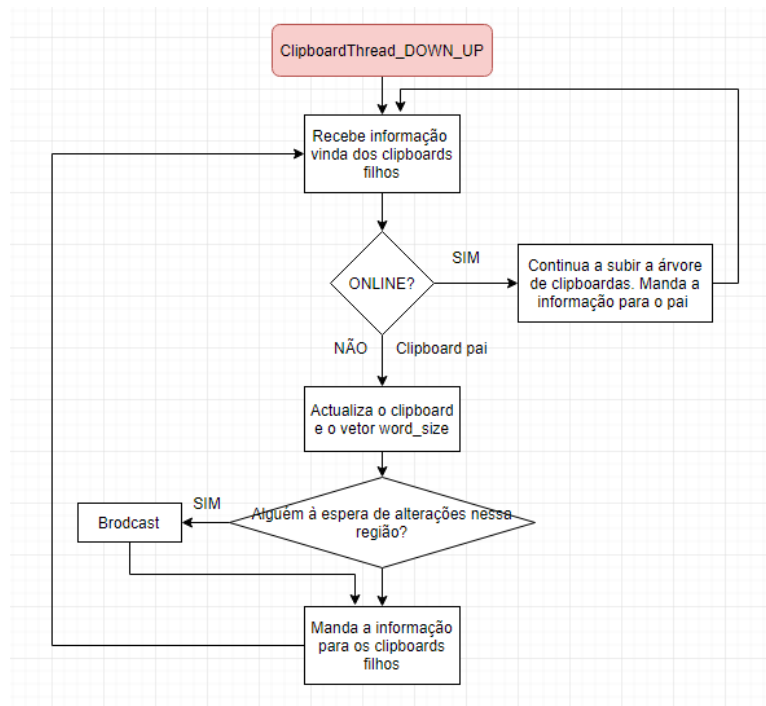 ClipboardThread_DOWN_UP
Recebe informação
vinda dos clipboards
filhos
ONLINE?
SIM
Continua a subir a árvore
de clipboardas. Manda a
informação para o pai
NÃO
Clipboard pai
Actualiza o clipboard
e o vetor word_size
Alguém à espera de alterações nessa
região?
SIM
Brodcast
Manda a informação
para os clipboards
filhos